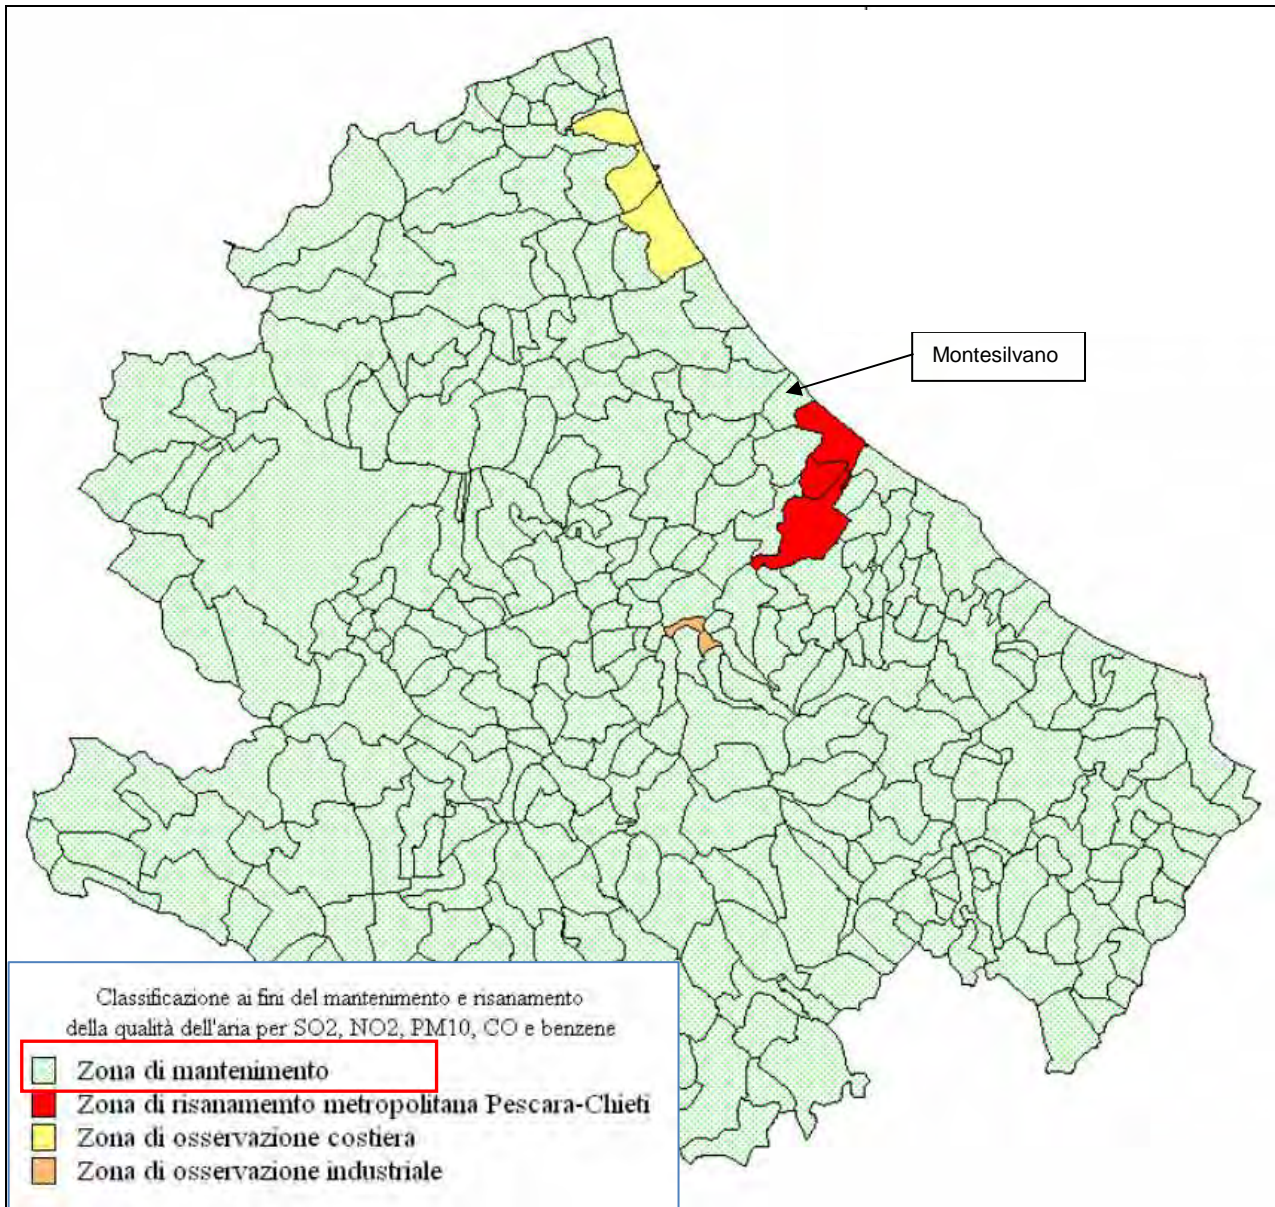 Montesilvano
Classificazione ai fini del mantenimento e risanamento
della qualità dell'aria per SO2, NO2, PM10, CO e benzene
Zona di mantenimento
Zona di risanamemto metropolitana Pescara-Chieti
Zona di osservazione costiera
Zona di osservazione industriale